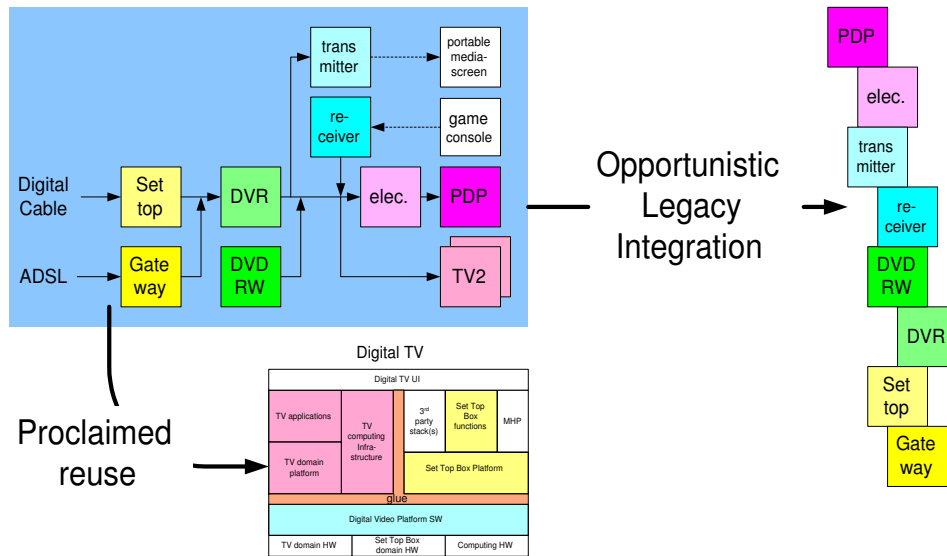 trans
mitter
portable
media-
screen
re-
ceiver
game
console
Digital
Cable
Set
top
DVR
elec.
PDP
ADSL
Gate
way
DVD
RW
TV2
Opportunistic
Legacy
Integration
PDP
elec.
trans
mitter
re-
ceiver
DVD
RW
DVR
Set
top
Gate
way
Proclaimed
reuse
Digital TV
Digital TV UI
TV applications
TV
computing
Infra-
structure
3rd
party
stack(s)
Set Top
Box
functions
MHP
TV domain
platform
Set Top Box Platform
glue
Digital Video Platform SW
TV domain HW
Set Top Box
domain HW
Computing HW